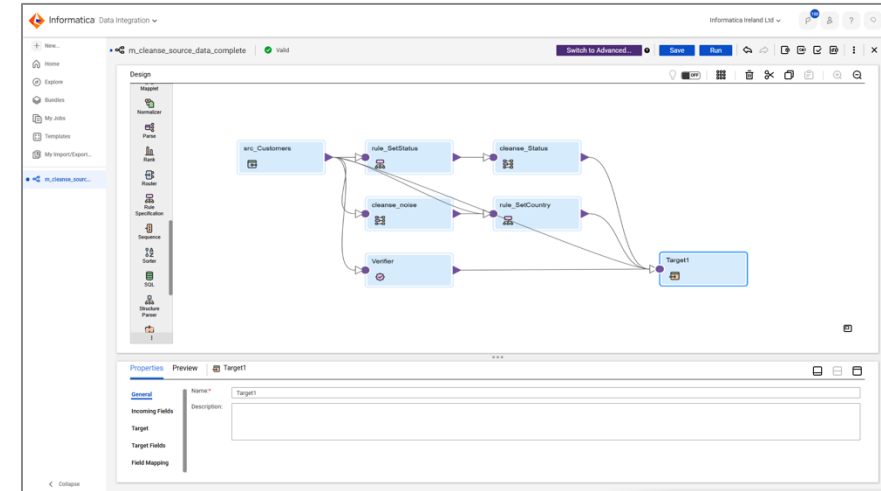 Informatica Data Integration
Informatica Ireland Ltd
?
New...
Home
Explore
Bundles
My Jobs
Templates
My Import/Export...
m_cleanse_sourc...
Collapse
m_cleanse_source_data_complete
Valid
Switch to Advanced...
Save
Run
Design
OFF
Mapplet
Normalizer
Parse
Rank
Router
Rule
Specification
Sequence
Sorter
SQL
Structure
Parser
src_Customers
rule_SetStatus
cleanse_Status
cleanse_noise
rule_SetCountry
Verifier
Target1
Properties
Preview
Target1
General
Incoming Fields
Target
Target Fields
Field Mapping
Name:*
Target1
Description: